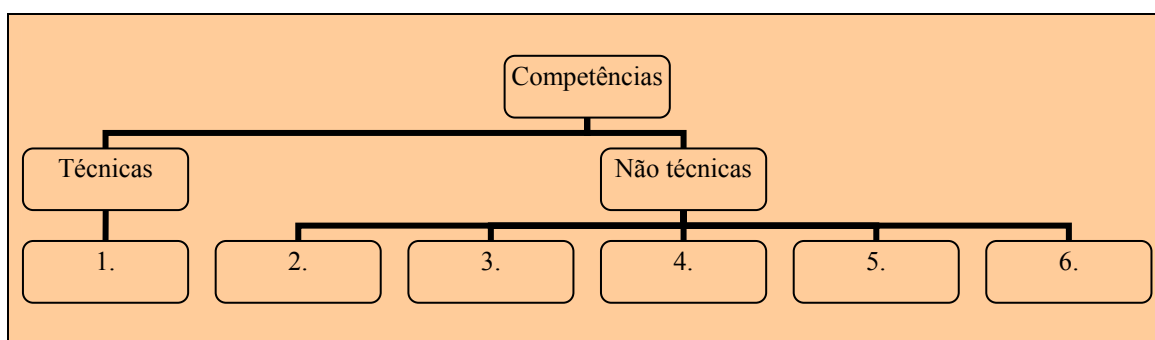 Competências
Técnicas
Não técnicas
1.
2.
3.
4.
5.
6.